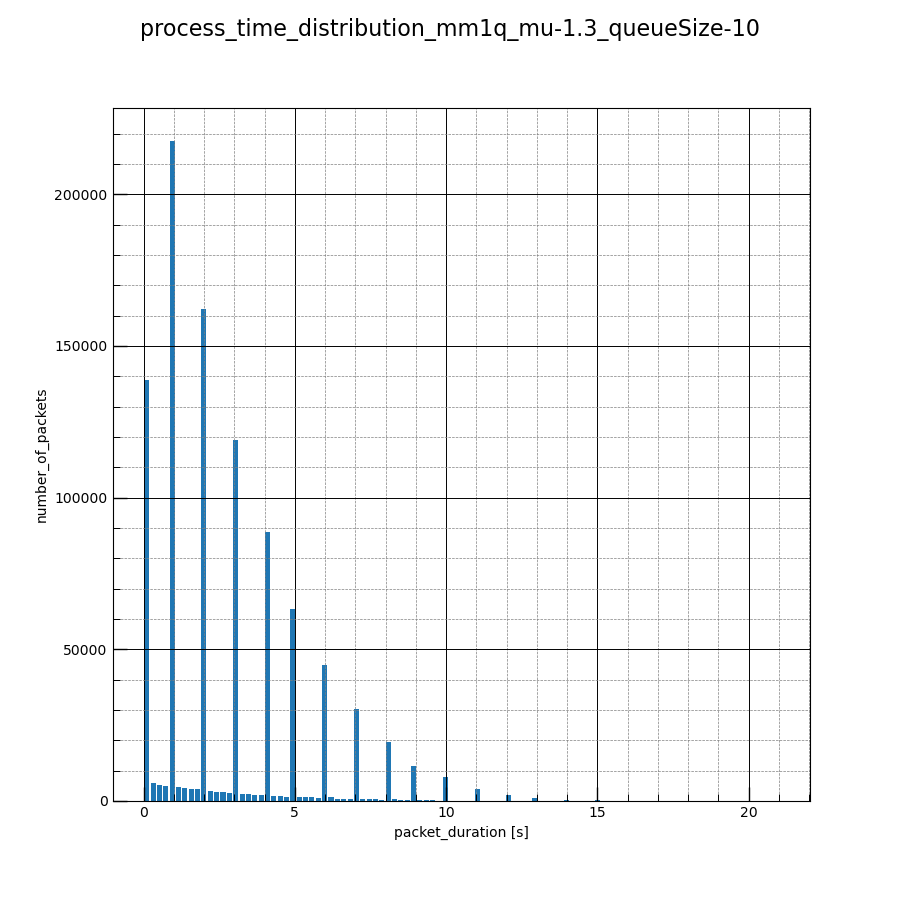 process_time_distribution_mm1q_mu-1.3_queueSize-10
200000
150000
100000
50000
0
number_of_packets
0 5 10 15 20
packet_duration [s]